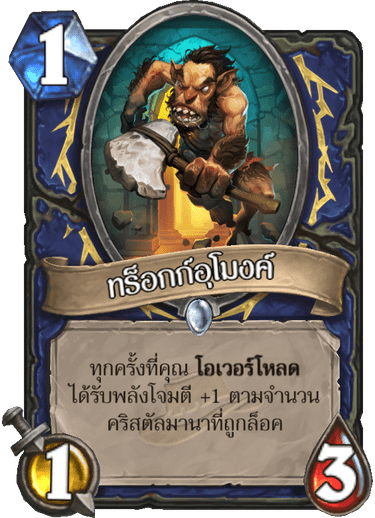 1
ทร็อกก์อุโมงค์
ทุกครั้งที่คุณ โอเวอร์โหลด
ได้รับพลังโจมตี +1 ตามจำนวน
คริสตัลมานาที่ถูกล็อค
1
3